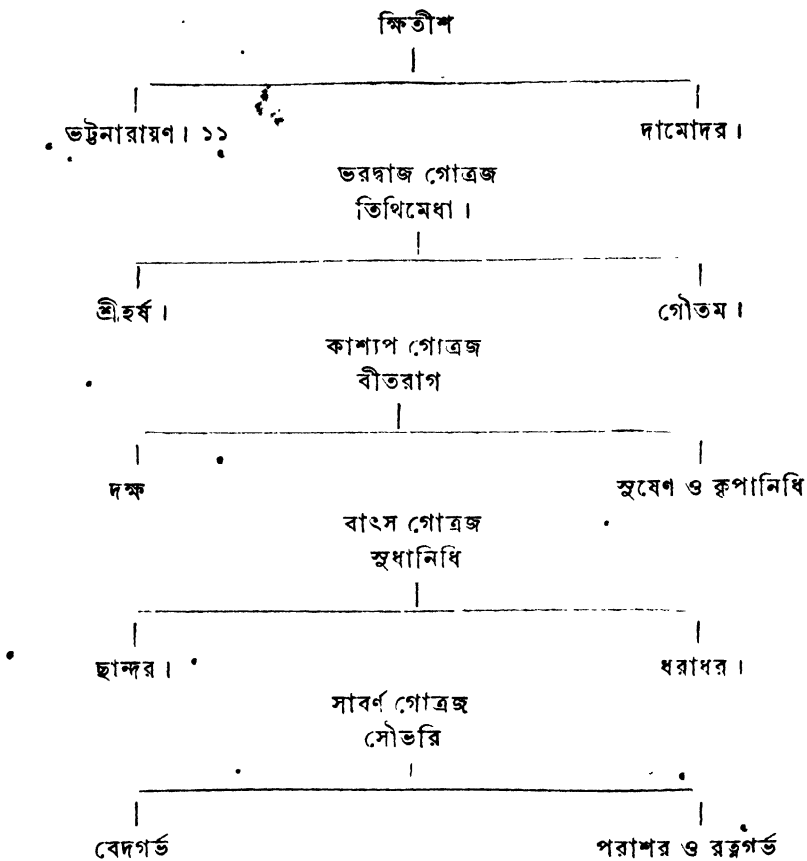 ক্ষিতীশ
ভট্টনারায়ণ। ১১ দামোদর।
ভরদ্বাজ গোত্রজ
তিথিমেধা।
শ্রীহর্ষ। গৌতম।
কাশ্যপ গোত্রজ
বীতরাগ
দক্ষ সুষেণ ও কৃপানিধি
বাৎস গোত্রজ
সুধানিধি
ছান্দর। ধরাধর।
সাবর্ণ গোত্রজ
সৌভরি
বেদগর্ভ পরাশর ও রত্নগর্ভ